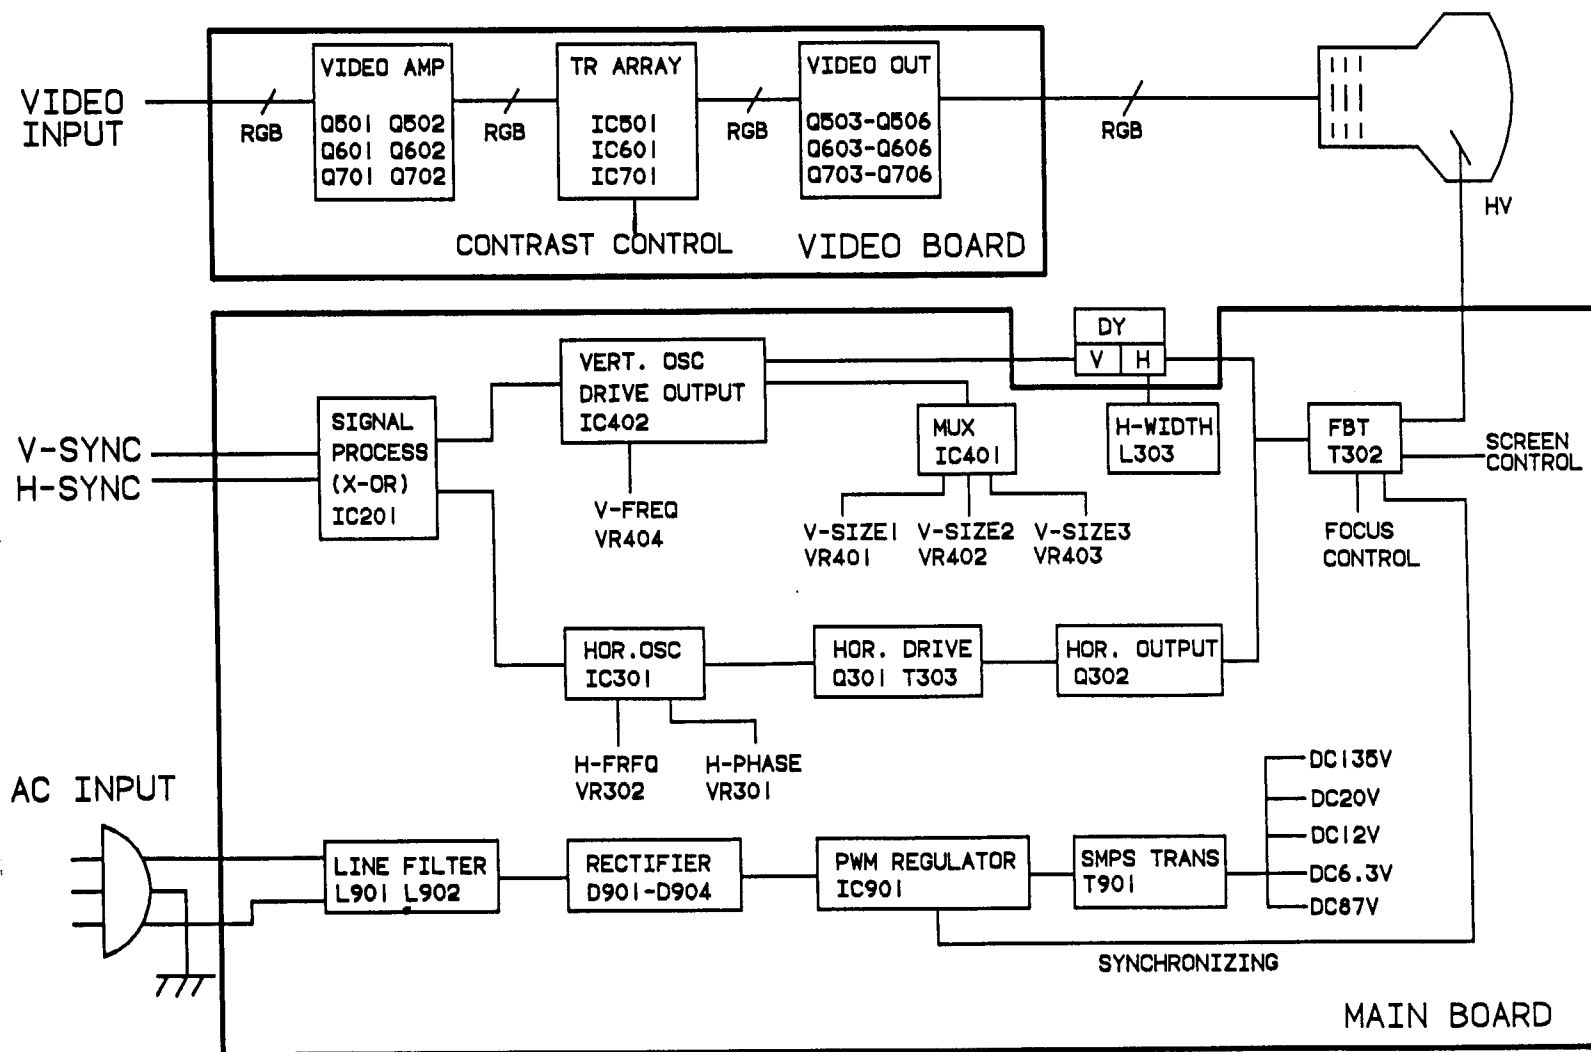 VIDEO INPUT
RGB
VIDEO AMP
Q501 Q502
Q601 Q602
Q701 Q702
RGB
TR ARRAY
IC501
IC601
IC701
RGB
VIDEO OUT
Q503-Q506
Q603-Q606
Q703-Q706
RGB
HV
CONTRAST CONTROL
VIDEO BOARD
V-SYNC
H-SYNC
SIGNAL
PROCESS
(X-OR)
IC201
VERT. OSC
DRIVE OUTPUT
IC402
V-FREQ
VR404
DY
V
H
MUX
IC401
H-WIDTH
L303
V-SIZE1
VR401
V-SIZE2
VR402
V-SIZE3
VR403
FBT
T302
SCREEN
CONTROL
FOCUS
CONTROL
HOR.OSC
IC301
HOR. DRIVE
Q301 T303
HOR. OUTPUT
Q302
H-FRFQ
VR302
H-PHASE
VR301
AC INPUT
LINE FILTER
L901 L902
RECTIFIER
D901-D904
PWM REGULATOR
IC901
SMPS TRANS
T901
DC135V
DC20V
DC12V
DC6.3V
DC87V
SYNCHRONIZING
MAIN BOARD